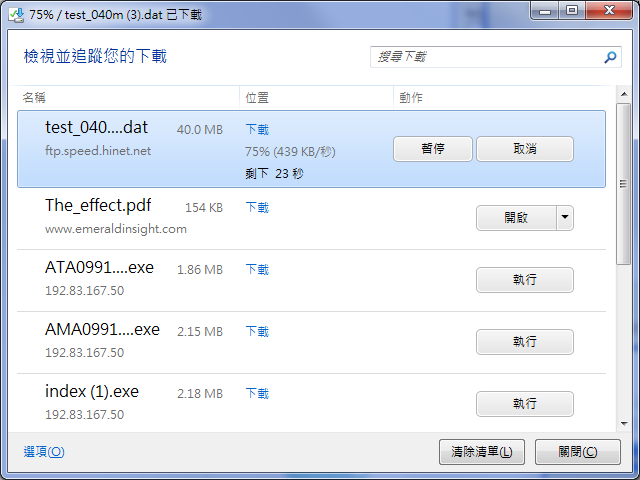 75% / test_040m (3).dat 已下載
檢視並追蹤您的下載
搜尋下載
名稱 位置 動作
test_040....dat 40.0 MB 下載
ftp.speed.hinet.net 75% (439 KB/秒) 暫停 取消
剩下 23 秒
The_effect.pdf 154 KB 下載 開啟
www.emeraldinsight.com
ATA0991....exe 1.86 MB 下載 執行
192.83.167.50
AMA0991....exe 2.15 MB 下載 執行
192.83.167.50
index (1).exe 2.18 MB 下載 執行
192.83.167.50
選項(O) 清除清單(L) 關閉(C)